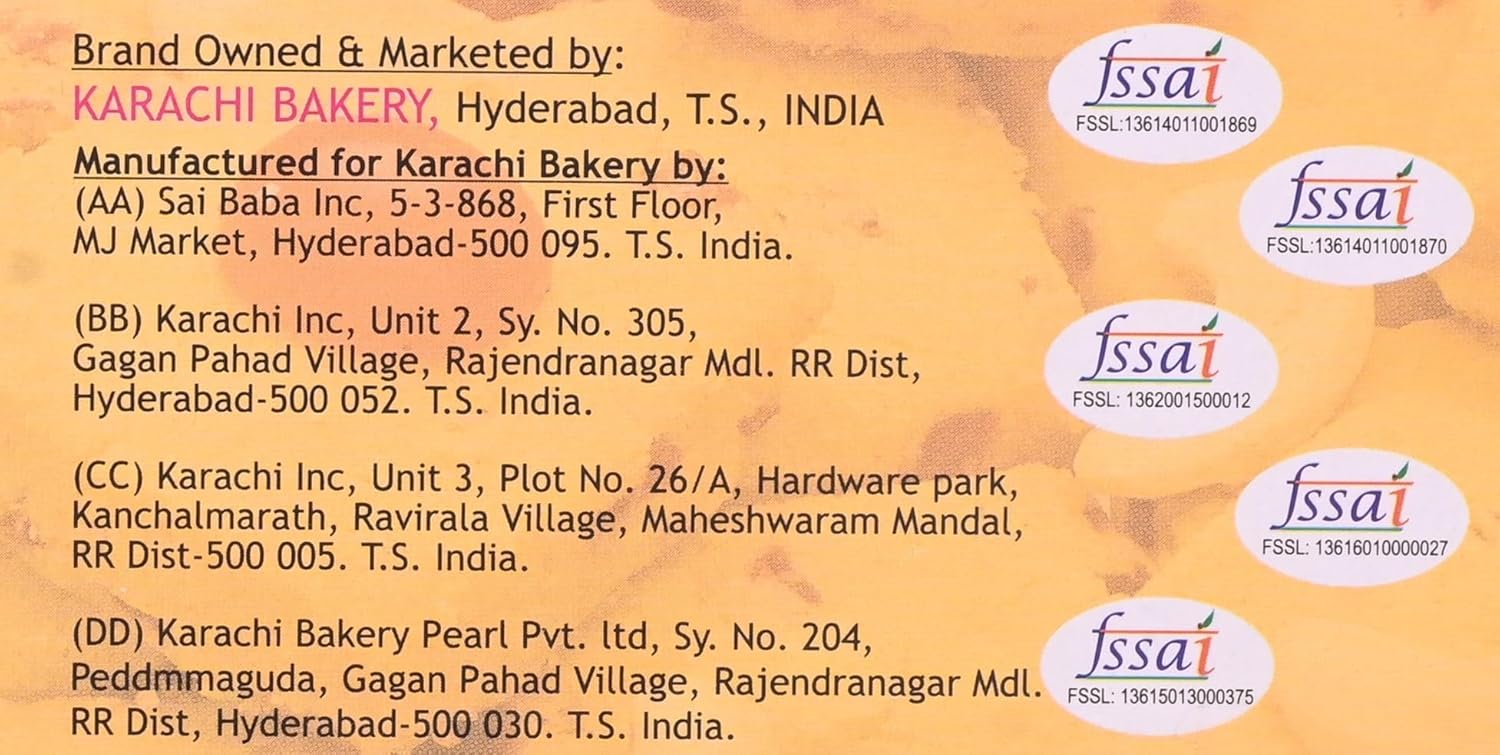 Brand Owned & Marketed by:
KARACHI BAKERY, Hyderabad, T.S., INDIA
fssai
FSSL:13614011001869
Manufactured for Karachi Bakery by:
(AA) Sai Baba Inc, 5-3-868, First Floor,
MJ Market, Hyderabad-500 095. T.S. India.
fssai
FSSL:13614011001870
(BB) Karachi Inc, Unit 2, Sy. No. 305,
Gagan Pahad Village, Rajendranagar Mdl. RR Dist,
Hyderabad-500 052. T.S. India.
fssai
FSSL: 1362001500012
(CC) Karachi Inc, Unit 3, Plot No. 26/A, Hardware park,
Kanchalmarath, Ravirala Village, Maheshwaram Mandal,
RR Dist-500 005. T.S. India.
fssai
FSSL: 13616010000027
(DD) Karachi Bakery Pearl Pvt. ltd, Sy. No. 204,
Peddmmaguda, Gagan Pahad Village, Rajendranagar Mdl.
RR Dist, Hyderabad-500 030. T.S. India.
fssai
FSSL: 13615013000375